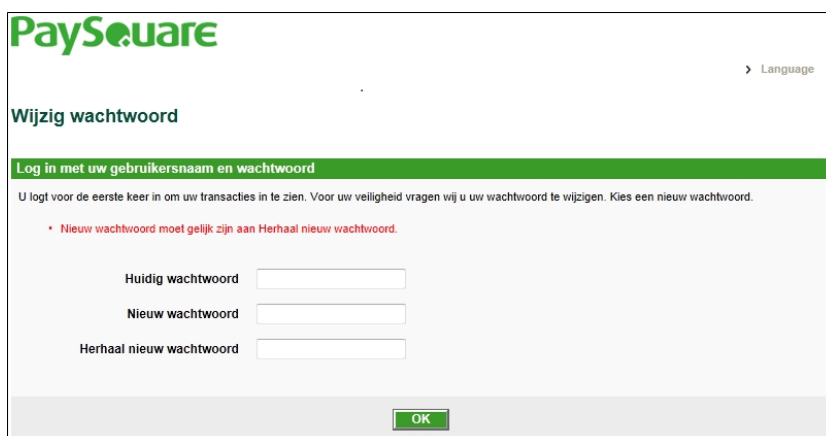 PaySquare
> Language
Wijzig wachtwoord
Log in met uw gebruikersnaam en wachtwoord
U logt voor de eerste keer in om uw transacties in te zien. Voor uw veiligheid vragen wij u uw wachtwoord te wijzigen. Kies een nieuw wachtwoord.
• Nieuw wachtwoord moet gelijk zijn aan Herhaal nieuw wachtwoord.
Huidig wachtwoord
Nieuw wachtwoord
Herhaal nieuw wachtwoord
OK